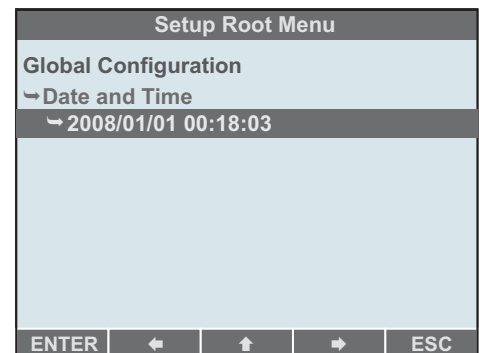 Setup Root Menu
Global Configuration
➥Date and Time
➥2008/01/01 00:18:03
ENTER ← ↑ → ESC